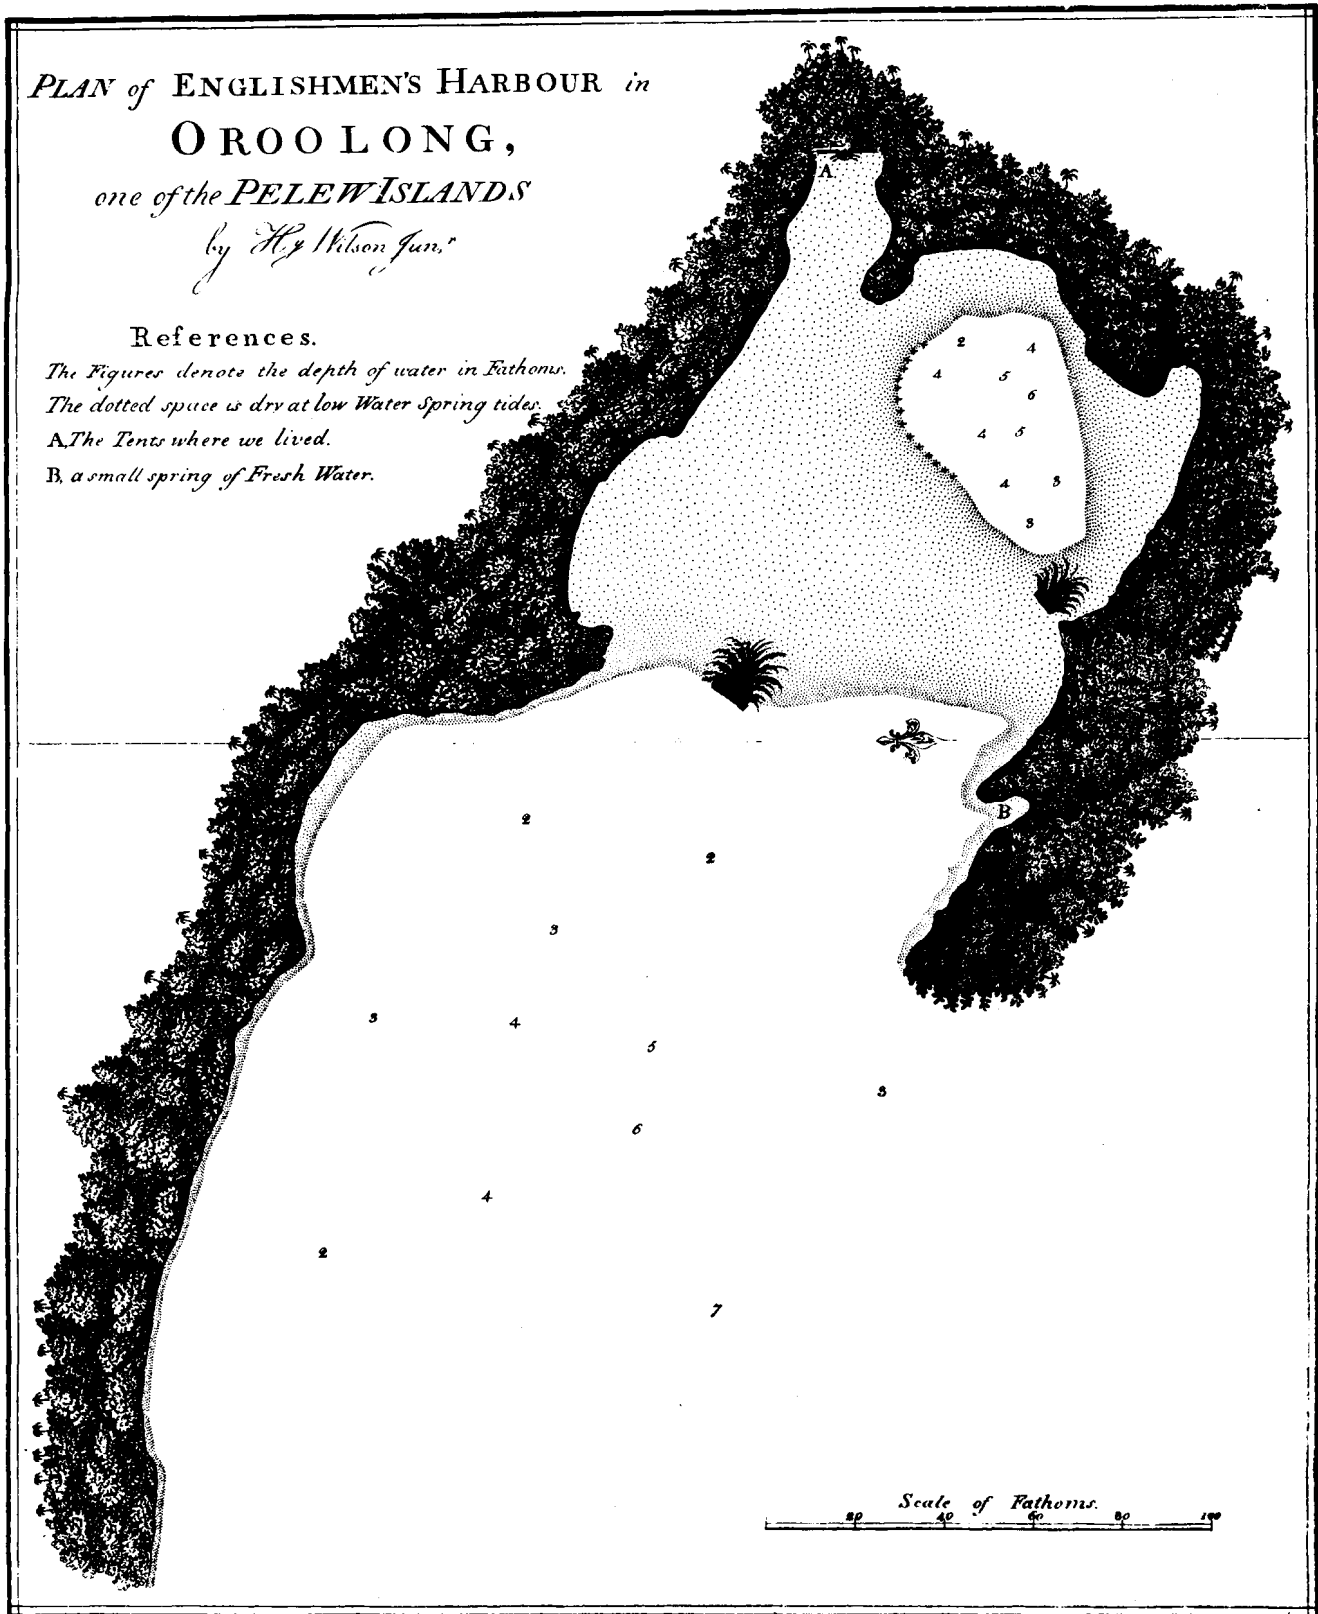 PLAN of ENGLISHMEN'S HARBOUR in
OROOLONG,
one of the PELEW ISLANDS
by Hy Wilson Junr
References.
The Figures denote the depth of water in Fathoms.
The dotted space is dry at low Water Spring tides.
A, The Tents where we lived.
B, a small spring of Fresh Water.
A
2 4
4 5
6
4 5
4 3
3
B
2
2
3
3 4
5
3
6
4
2
7
Scale of Fathoms.
20 40 60 80 100